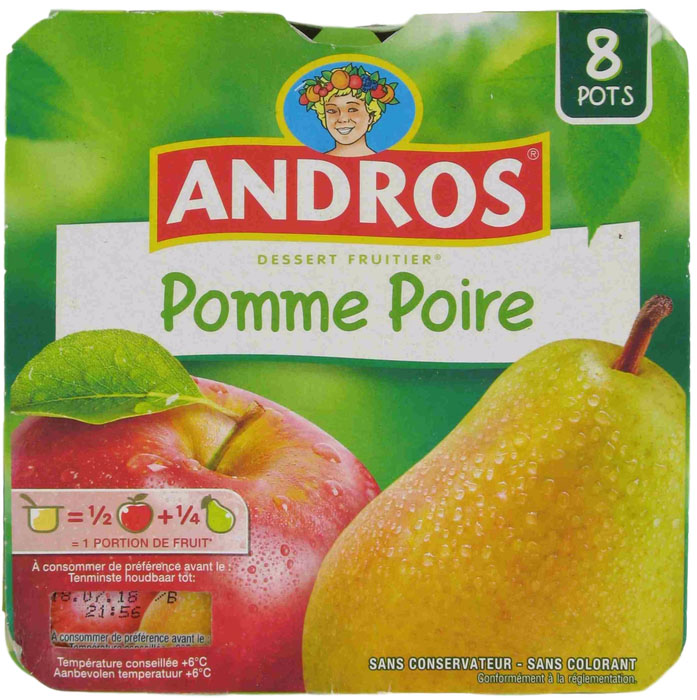 8
POTS
ANDROS®
DESSERT FRUITIER®
Pomme Poire
= ½ + ¼
= 1 PORTION DE FRUIT*
À consommer de préférence avant le :
Tenminste houdbaar tot:
.07.18 /B
21:56
A consommer de préférence avant le :
Température conseillée +6°C
Aanbevolen temperatuur +6°C
SANS CONSERVATEUR - SANS COLORANT
Conformément à la réglementation.